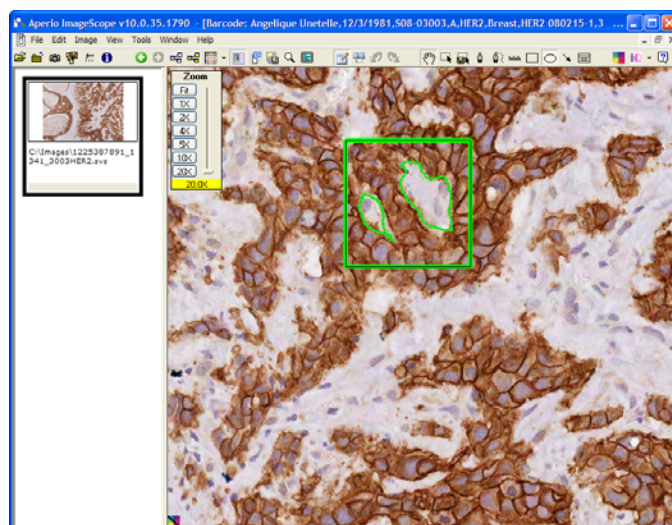 Aperio ImageScope v10.0.35.1790 - [Barcode: Angelique Unetelle,12/3/1981,S08-03003,A,HER2,Breast,HER2 080215-1,3 ...
File Edit Image View Tools Window Help
iQ
Zoom
Fit
1X
2X
4X
5X
10X
20X
20.0X
C:\Images\1225387891_1
341_3003HER2.svs